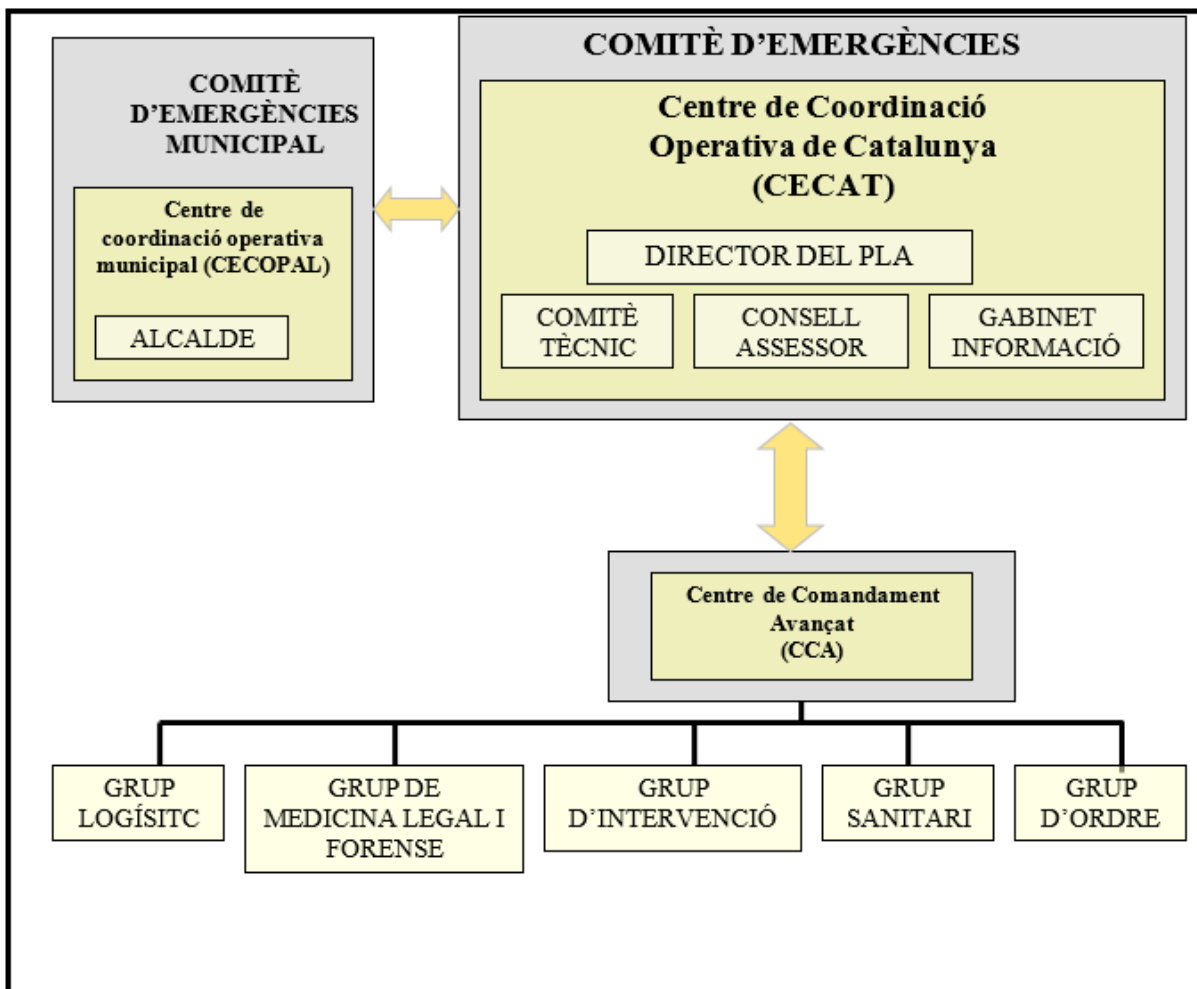 COMITÈ
D’EMERGÈNCIES
MUNICIPAL
Centre de
coordinació operativa
municipal (CECOPAL)
ALCALDE
COMITÈ D’EMERGÈNCIES
Centre de Coordinació
Operativa de Catalunya
(CECAT)
DIRECTOR DEL PLA
COMITÈ
TÈCNIC
CONSELL
ASSESSOR
GABINET
INFORMACIÓ
Centre de Comandament
Avançat
(CCA)
GRUP
LOGÍSITC
GRUP DE
MEDICINA LEGAL I
FORENSE
GRUP
D’INTERVENCIÓ
GRUP
SANITARI
GRUP
D’ORDRE